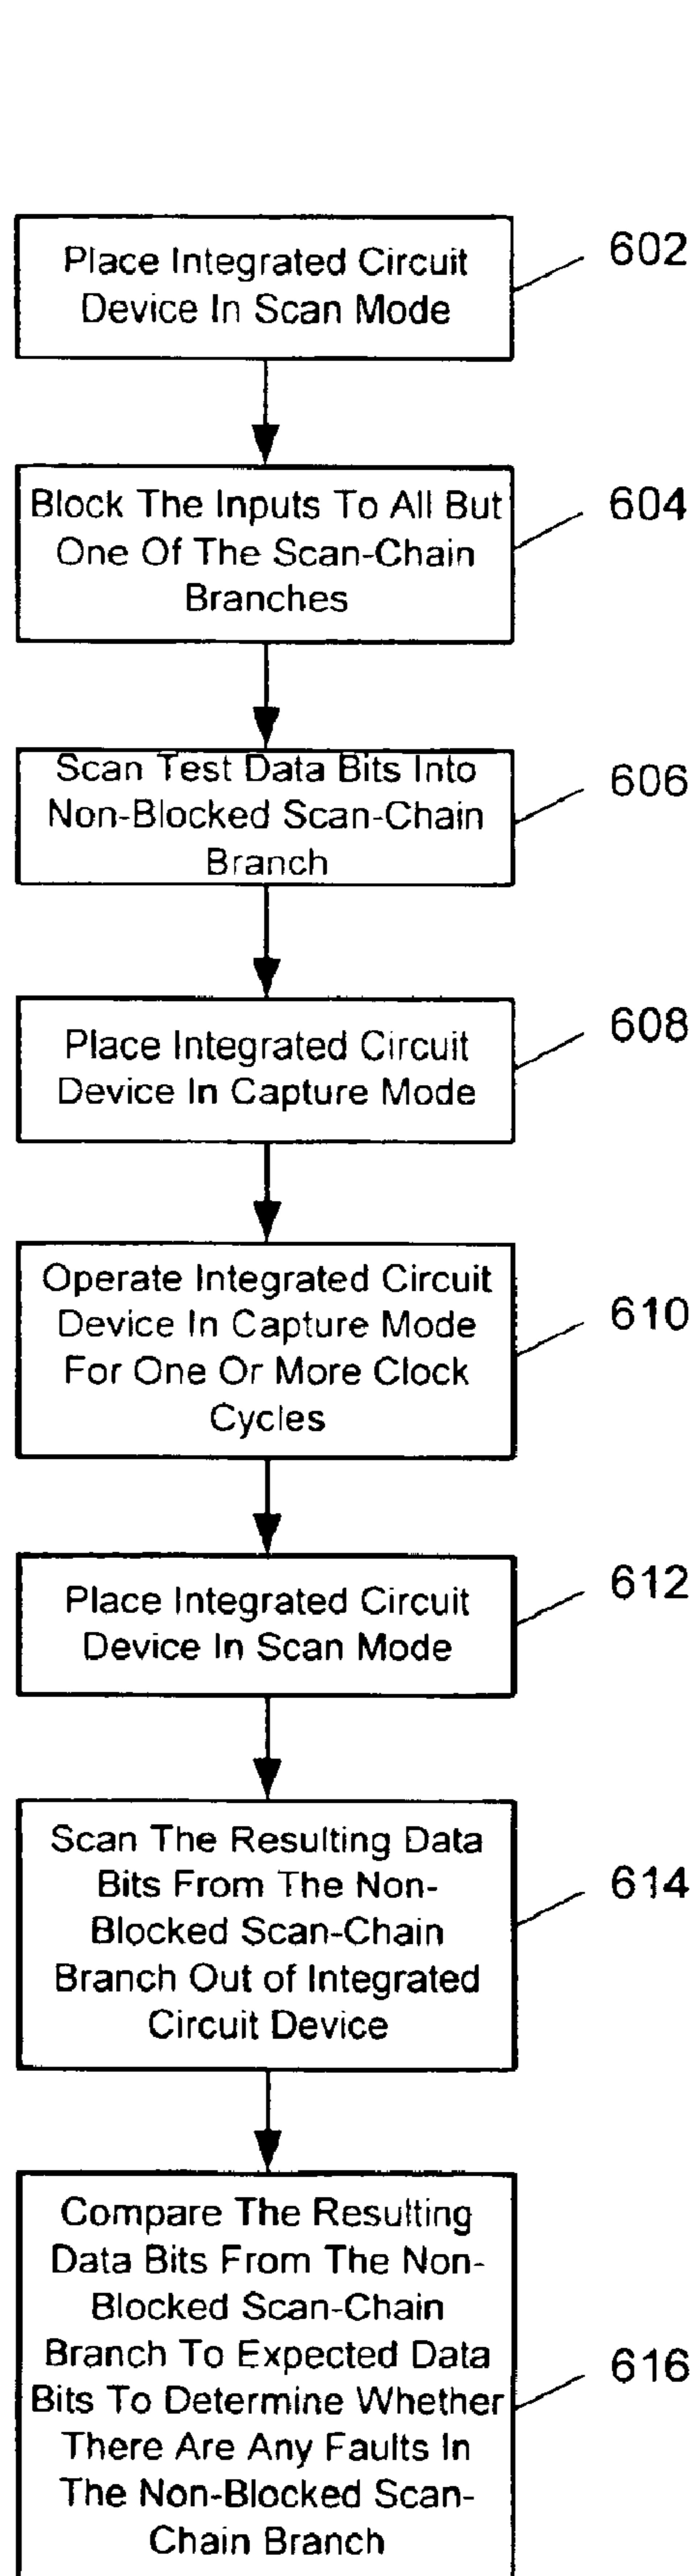 Place Integrated Circuit
Device In Scan Mode
602
Block The Inputs To All But
One Of The Scan-Chain
Branches
604
Scan Test Data Bits Into
Non-Blocked Scan-Chain
Branch
606
Place Integrated Circuit
Device In Capture Mode
608
Operate Integrated Circuit
Device In Capture Mode
For One Or More Clock
Cycles
610
Place Integrated Circuit
Device In Scan Mode
612
Scan The Resulting Data
Bits From The Non-
Blocked Scan-Chain
Branch Out of Integrated
Circuit Device
614
Compare The Resulting
Data Bits From The Non-
Blocked Scan-Chain
Branch To Expected Data
Bits To Determine Whether
There Are Any Faults In
The Non-Blocked Scan-
Chain Branch
616